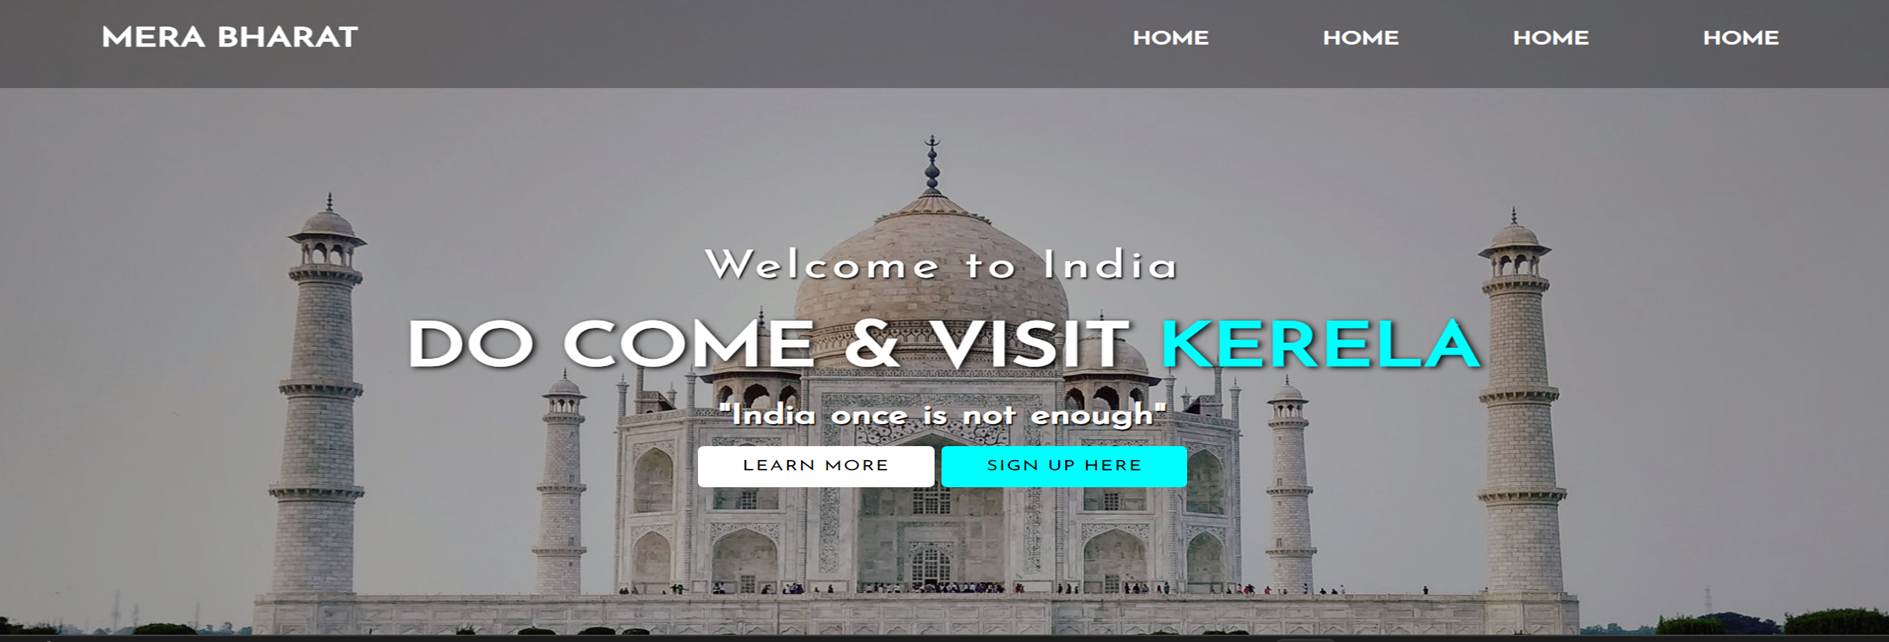 MERA BHARAT
HOME HOME HOME HOME
Welcome to India
DO COME & VISIT KERELA
"India once is not enough"
LEARN MORE SIGN UP HERE